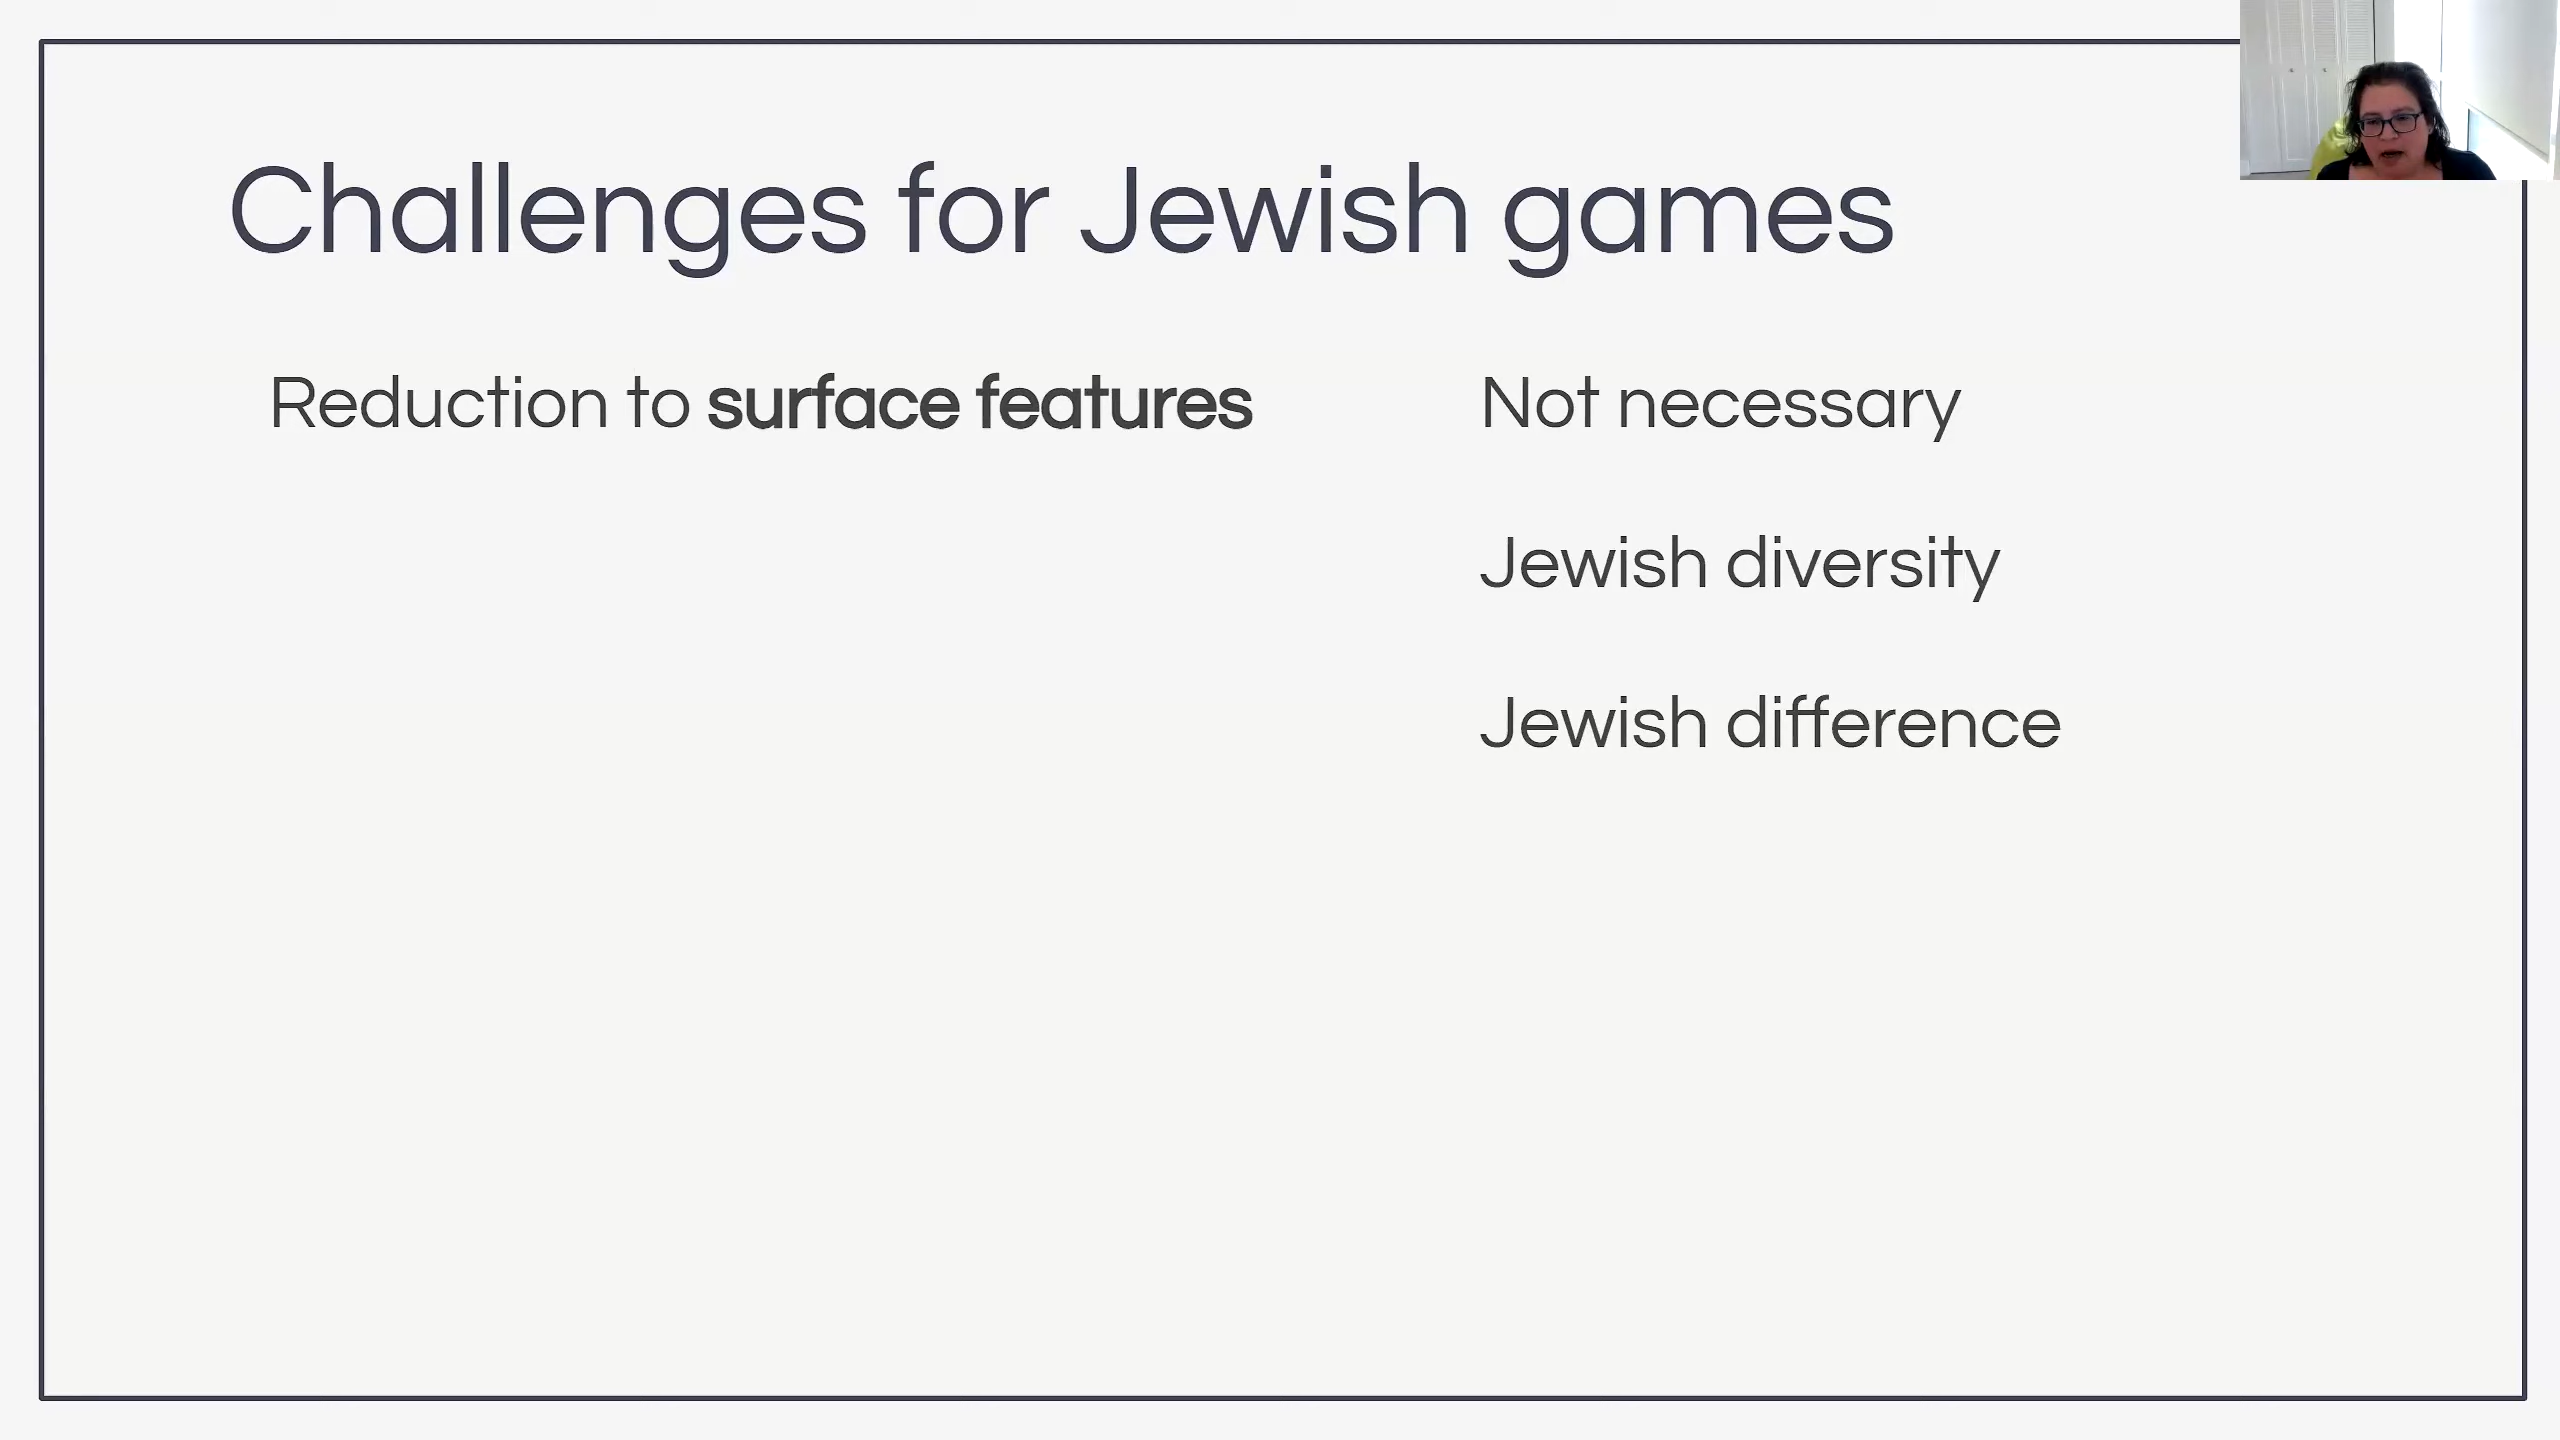 Challenges for Jewish games
Reduction to surface features
Not necessary
Jewish diversity
Jewish difference